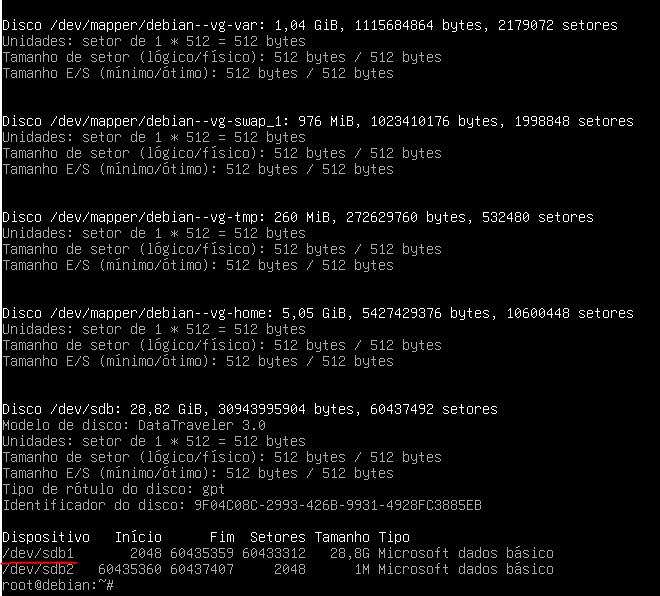 Disco /dev/mapper/debian--vg-var: 1,04 GiB, 1115684864 bytes, 2179072 setores
Unidades: setor de 1 * 512 = 512 bytes
Tamanho de setor (lógico/físico): 512 bytes / 512 bytes
Tamanho E/S (mínimo/ótimo): 512 bytes / 512 bytes
Disco /dev/mapper/debian--vg-swap_1: 976 MiB, 1023410176 bytes, 1998848 setores
Unidades: setor de 1 * 512 = 512 bytes
Tamanho de setor (lógico/físico): 512 bytes / 512 bytes
Tamanho E/S (mínimo/ótimo): 512 bytes / 512 bytes
Disco /dev/mapper/debian--vg-tmp: 260 MiB, 272629760 bytes, 532480 setores
Unidades: setor de 1 * 512 = 512 bytes
Tamanho de setor (lógico/físico): 512 bytes / 512 bytes
Tamanho E/S (mínimo/ótimo): 512 bytes / 512 bytes
Disco /dev/mapper/debian--vg-home: 5,05 GiB, 5427429376 bytes, 10600448 setores
Unidades: setor de 1 * 512 = 512 bytes
Tamanho de setor (lógico/físico): 512 bytes / 512 bytes
Tamanho E/S (mínimo/ótimo): 512 bytes / 512 bytes
Disco /dev/sdb: 28,82 GiB, 30943995904 bytes, 60437492 setores
Modelo de disco: DataTraveler 3.0
Unidades: setor de 1 * 512 = 512 bytes
Tamanho de setor (lógico/físico): 512 bytes / 512 bytes
Tamanho E/S (mínimo/ótimo): 512 bytes / 512 bytes
Tipo de rótulo do disco: gpt
Identificador do disco: 9F04C08C-2993-426B-9931-4928FC3885EB
Dispositivo Início Fim Setores Tamanho Tipo
/dev/sdb1 2048 60435359 60433312 28,8G Microsoft dados básico
/dev/sdb2 60435360 60437407 2048 1M Microsoft dados básico
root@debian:~#